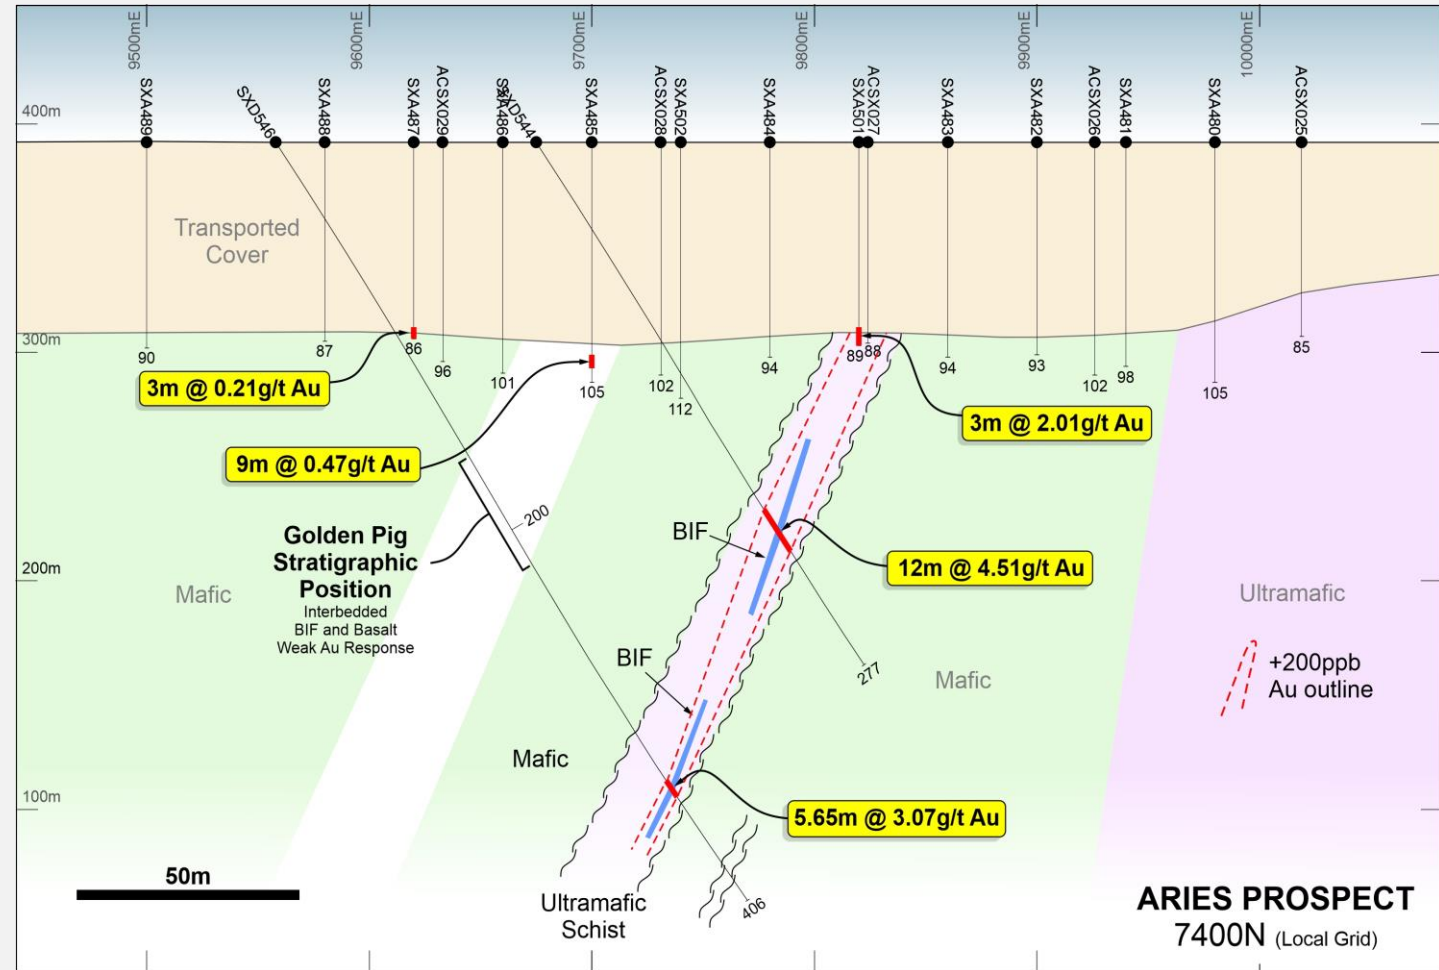 9500mE
9600mE
9700mE
9800mE
9900mE
10000mE
SXA489
SXD546
SXA488
SXA487
ACSX029
SXA486
SXD544
SXA485
ACSX028
SXA502
SXA484
SXA501
ACSX027
SXA483
SXA482
ACSX026
SXA481
SXA480
ACSX025
400m
Transported
Cover
300m
90
87
86
96
101
105
102
112
94
89
88
94
93
102
98
105
85
3m @ 0.21g/t Au
3m @ 2.01g/t Au
9m @ 0.47g/t Au
200
Golden Pig
Stratigraphic
Position
Interbedded
BIF and Basalt
Weak Au Response
BIF
12m @ 4.51g/t Au
200m
Mafic
Ultramafic
BIF
277
Mafic
+200ppb
Au outline
Mafic
100m
5.65m @ 3.07g/t Au
50m
Ultramafic
Schist
406
ARIES PROSPECT
7400N (Local Grid)